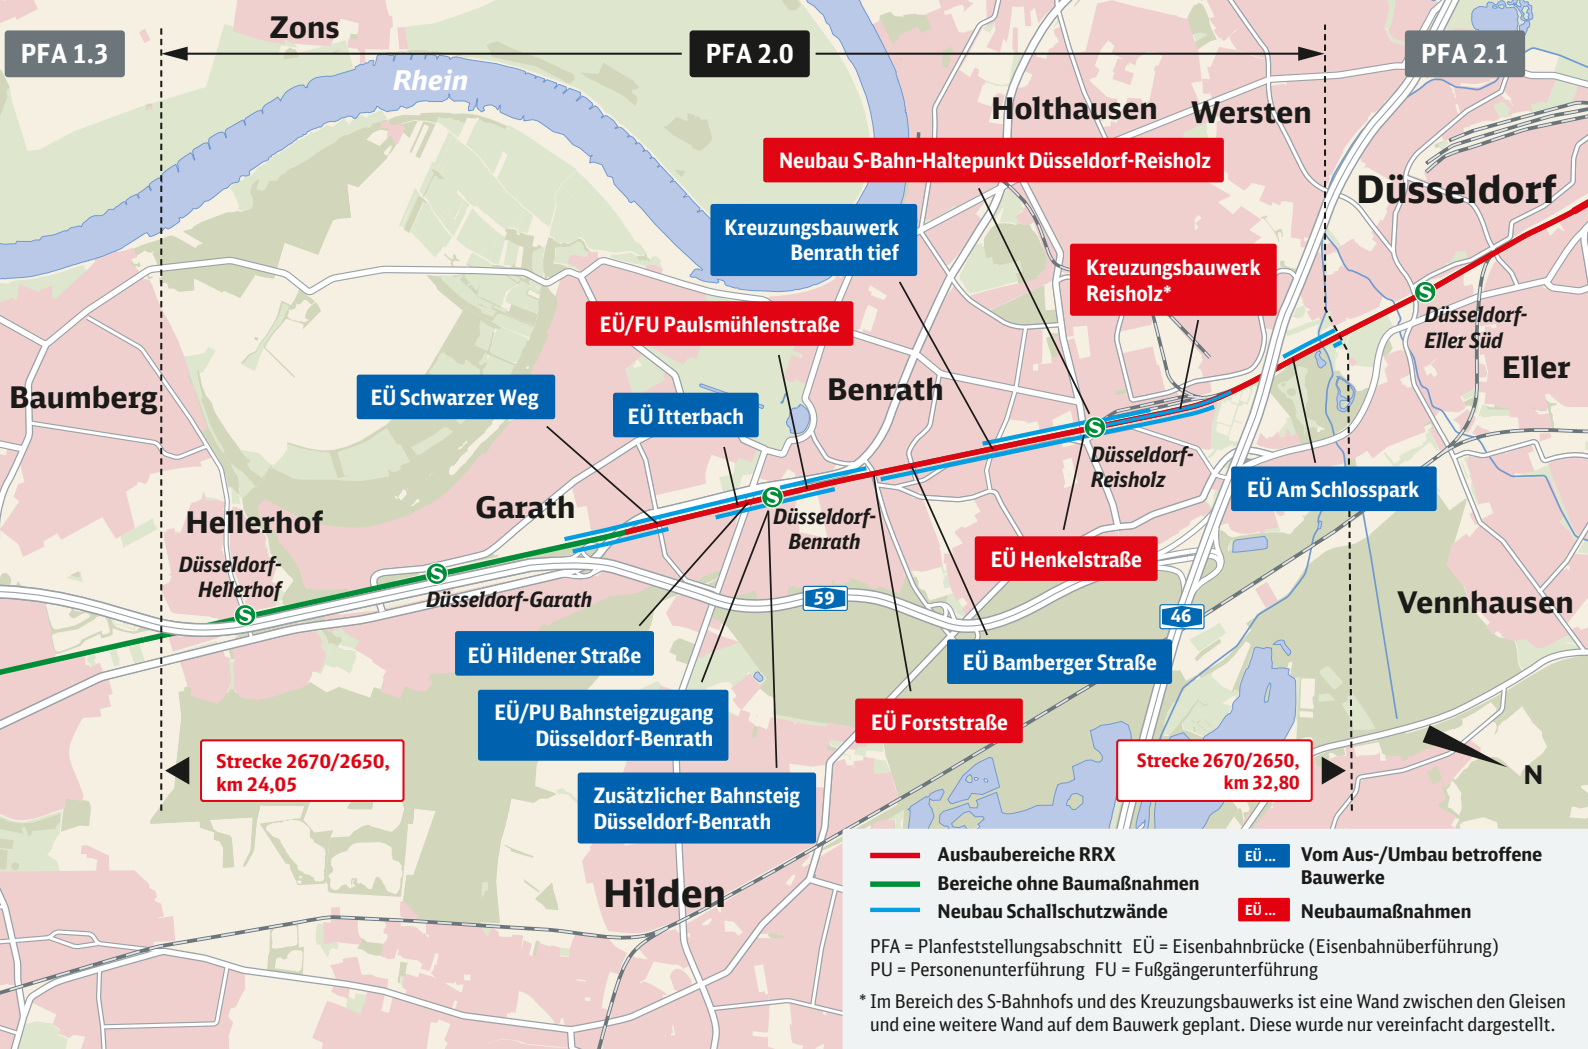 Zons
PFA 1.3
PFA 2.0
PFA 2.1
Rhein
Holthausen
Wersten
Neubau S-Bahn-Haltepunkt Düsseldorf-Reisholz
Düsseldorf
Kreuzungsbauwerk
Benrath tief
Kreuzungsbauwerk
Reisholz*
EÜ/FU Paulsmühlenstraße
S
Düsseldorf-
Eller Süd
Eller
Baumberg
EÜ Schwarzer Weg
EÜ Itterbach
Benrath
S
Düsseldorf-
Reisholz
EÜ Am Schlosspark
Garath
S
Düsseldorf-
Benrath
Hellerhof
Düsseldorf-
Hellerhof
S
S
Düsseldorf-Garath
EÜ Henkelstraße
59
46
Vennhausen
EÜ Hildener Straße
EÜ Bamberger Straße
EÜ/PU Bahnsteigzugang
Düsseldorf-Benrath
EÜ Forststraße
Strecke 2670/2650,
km 24,05
Strecke 2670/2650,
km 32,80
N
Zusätzlicher Bahnsteig
Düsseldorf-Benrath
Hilden
Ausbaubereiche RRX
Bereiche ohne Baumaßnahmen
Neubau Schallschutzwände
EÜ ... Vom Aus-/Umbau betroffene
Bauwerke
EÜ ... Neubaumaßnahmen
PFA = Planfeststellungsabschnitt EÜ = Eisenbahnbrücke (Eisenbahnüberführung)
PU = Personenunterführung FU = Fußgängerunterführung
* Im Bereich des S-Bahnhofs und des Kreuzungsbauwerks ist eine Wand zwischen den Gleisen
und eine weitere Wand auf dem Bauwerk geplant. Diese wurde nur vereinfacht dargestellt.